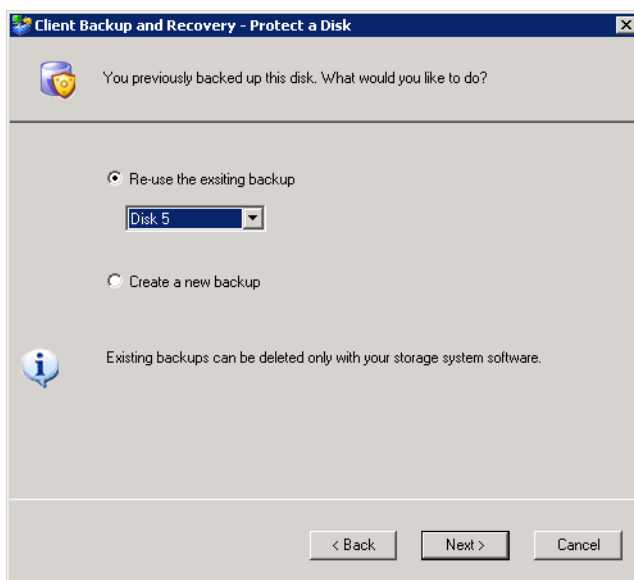 Client Backup and Recovery - Protect a Disk
You previously backed up this disk. What would you like to do?
Re-use the exsiting backup
Disk 5
Create a new backup
Existing backups can be deleted only with your storage system software.
< Back Next > Cancel